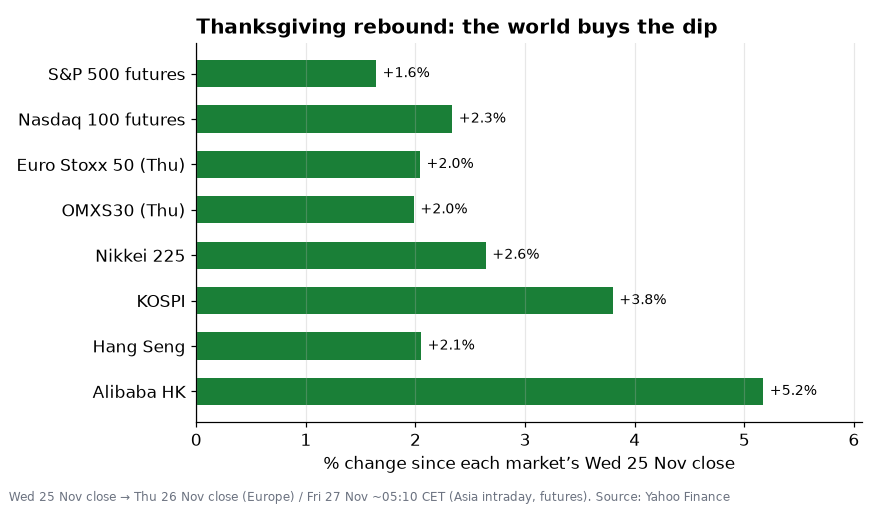 Thanksgiving rebound: the world buys the dip
S&P 500 futures
+1.6%
Nasdaq 100 futures
+2.3%
Euro Stoxx 50 (Thu)
+2.0%
OMXS30 (Thu)
+2.0%
Nikkei 225
+2.6%
KOSPI
+3.8%
Hang Seng
+2.1%
Alibaba HK
+5.2%
0 1 2 3 4 5 6
% change since each market’s Wed 25 Nov close
Wed 25 Nov close → Thu 26 Nov close (Europe) / Fri 27 Nov ~05:10 CET (Asia intraday, futures). Source: Yahoo Finance